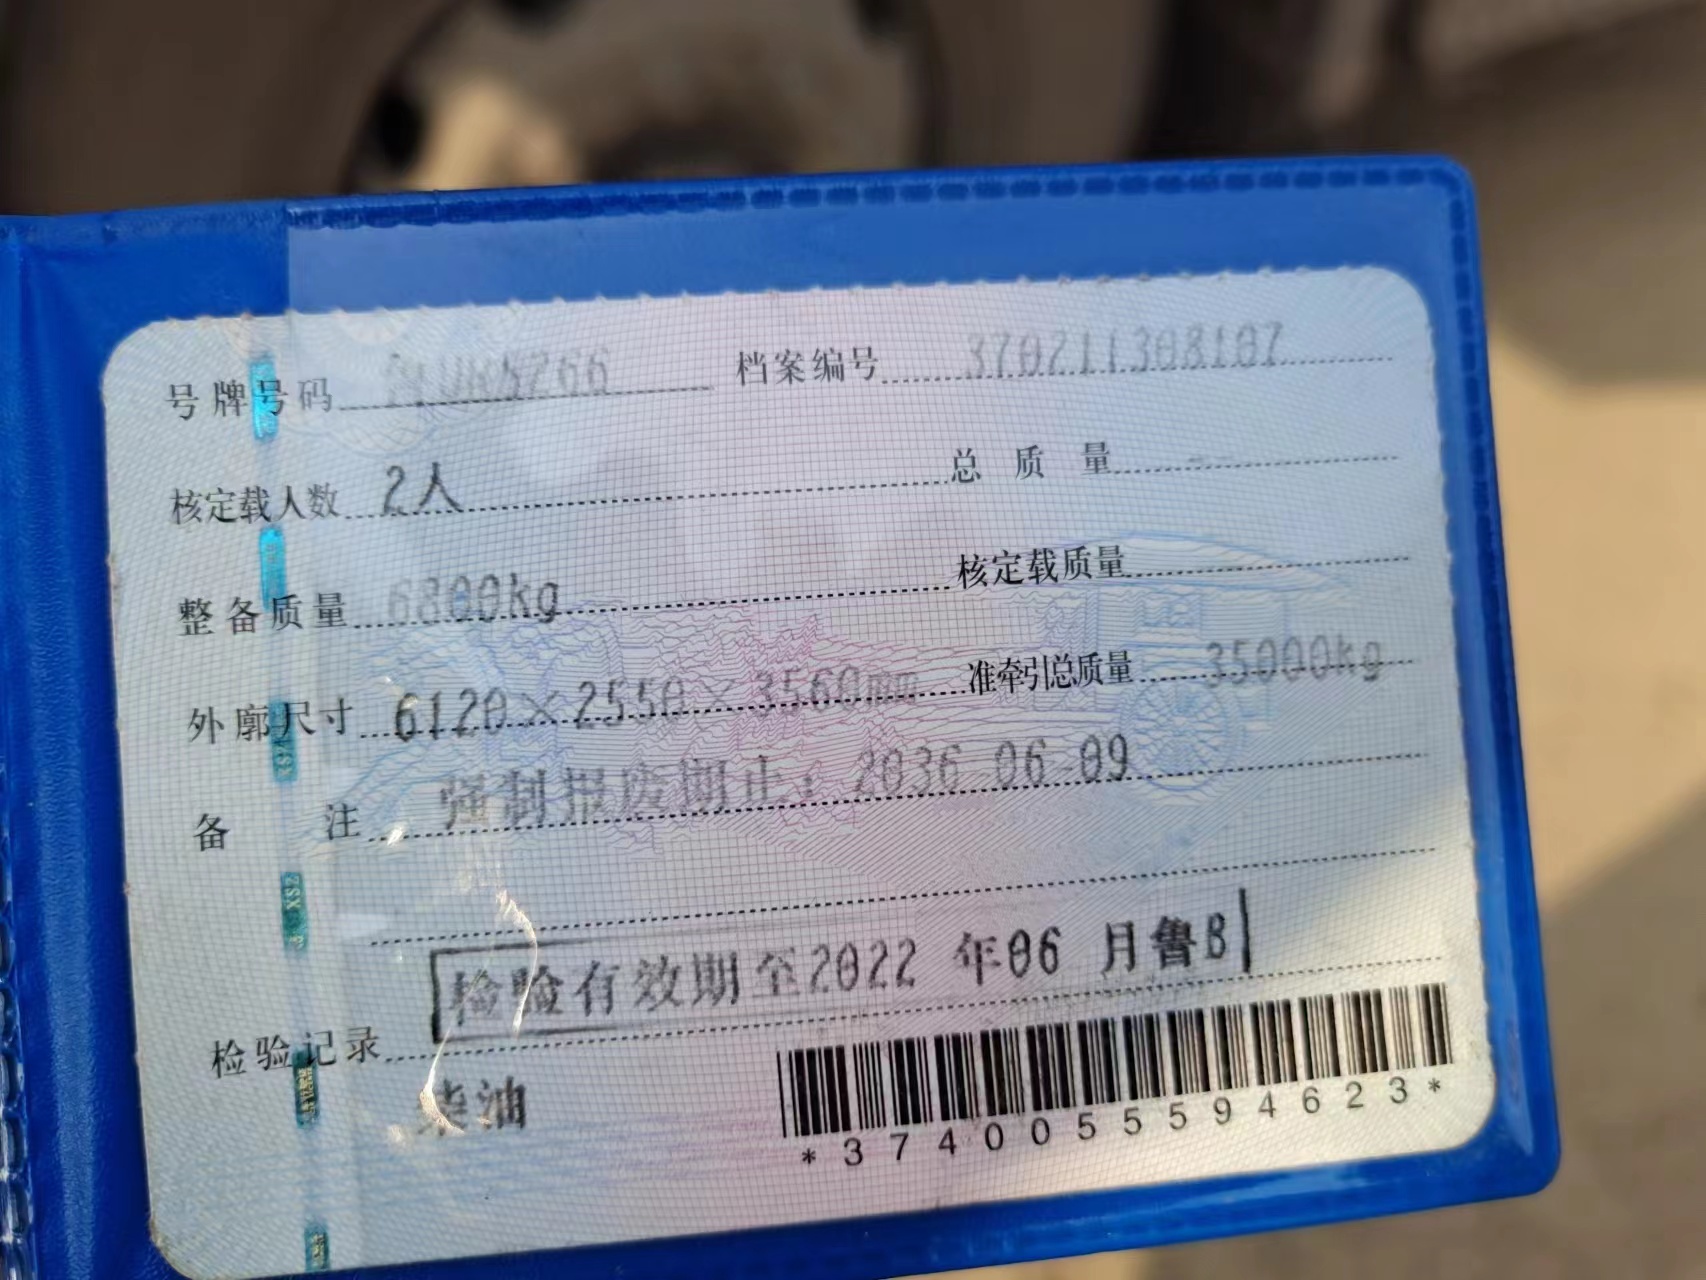 号牌号码 档案编号 370211308107
核定载人数 2人 总质量 --
整备质量 6800kg 核定载质量
外廓尺寸 6120×2550×3560mm 准牵引总质量 35000kg
备注 强制报废期止：2036-06-09
检验有效期至2022 年06 月鲁B
检验记录
柴油
*3740055594623*